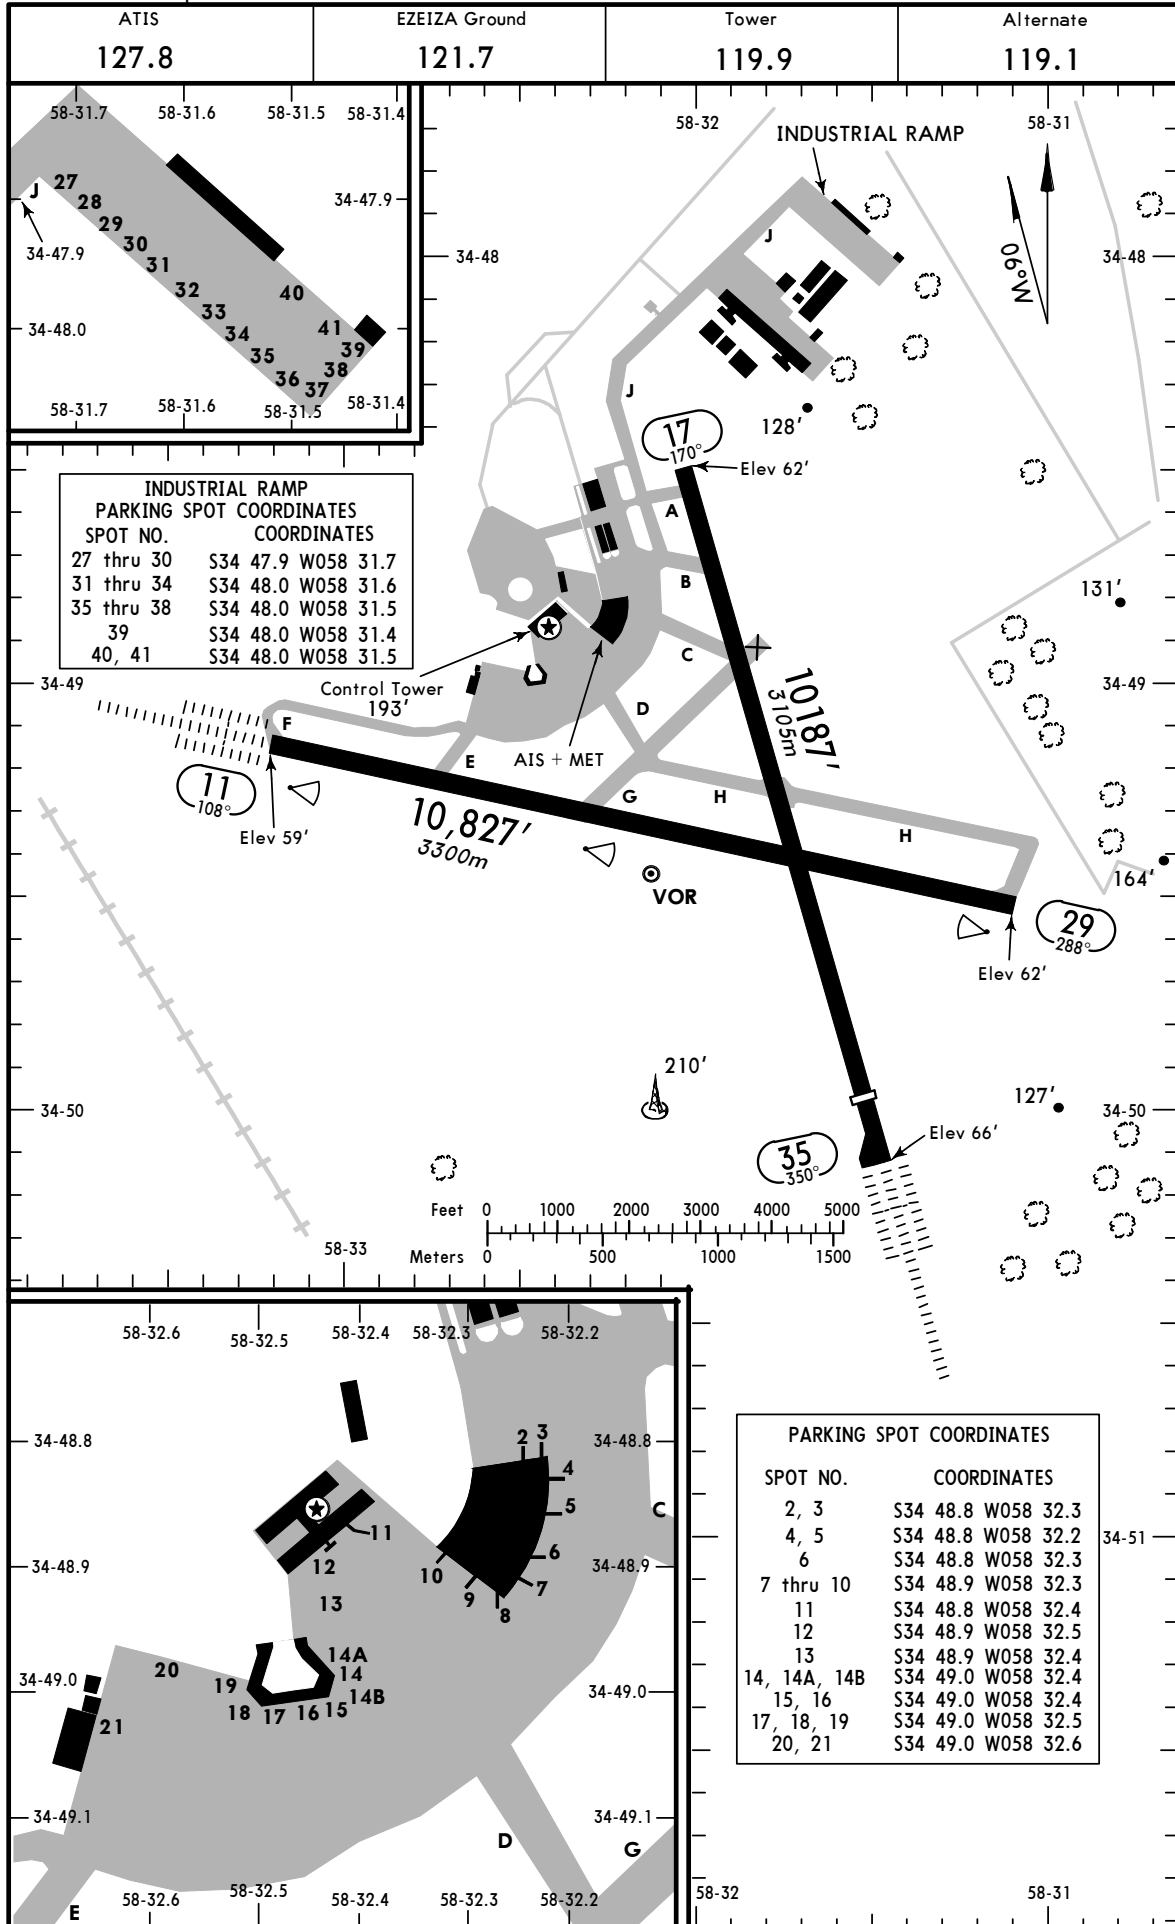 ATIS
127.8
EZEIZA Ground
121.7
Tower
119.9
Alternate
119.1
58-31.7 58-31.6 58-31.5 58-31.4
J
27
28
29
30
31
32
33
34
35
36
37
38
39
40
41
34-47.9
34-47.9
34-48.0
58-31.7 58-31.6 58-31.5 58-31.4
58-32
58-31
INDUSTRIAL RAMP
06°W
34-48
34-48
J
J
128'
17
170°
Elev 62'
INDUSTRIAL RAMP
PARKING SPOT COORDINATES
SPOT NO. COORDINATES
27 thru 30 S34 47.9 W058 31.7
31 thru 34 S34 48.0 W058 31.6
35 thru 38 S34 48.0 W058 31.5
39 S34 48.0 W058 31.4
40, 41 S34 48.0 W058 31.5
A
B
C
D
131'
34-49
34-49
Control Tower
193'
AIS + MET
10187'
3105m
F
E
G
H
H
11
108°
Elev 59'
10,827'
3300m
VOR
164'
29
288°
Elev 62'
210'
127'
34-50
34-50
35
350°
Elev 66'
Feet 0 1000 2000 3000 4000 5000
Meters 0 500 1000 1500
58-33
58-32.6 58-32.5 58-32.4 58-32.3 58-32.2
34-48.8
34-48.8
2
3
4
5
6
7
8
9
10
11
12
13
C
34-48.9
34-48.9
14A
14
14B
15
16
17
18
19
20
21
34-49.0
34-49.0
34-49.1
34-49.1
D
G
E
58-32.6 58-32.5 58-32.4 58-32.3 58-32.2
PARKING SPOT COORDINATES
SPOT NO. COORDINATES
2, 3 S34 48.8 W058 32.3
4, 5 S34 48.8 W058 32.2
6 S34 48.8 W058 32.3
7 thru 10 S34 48.9 W058 32.3
11 S34 48.8 W058 32.4
12 S34 48.9 W058 32.5
13 S34 48.9 W058 32.4
14, 14A, 14B S34 49.0 W058 32.4
15, 16 S34 49.0 W058 32.4
17, 18, 19 S34 49.0 W058 32.5
20, 21 S34 49.0 W058 32.6
34-51
58-32
58-31